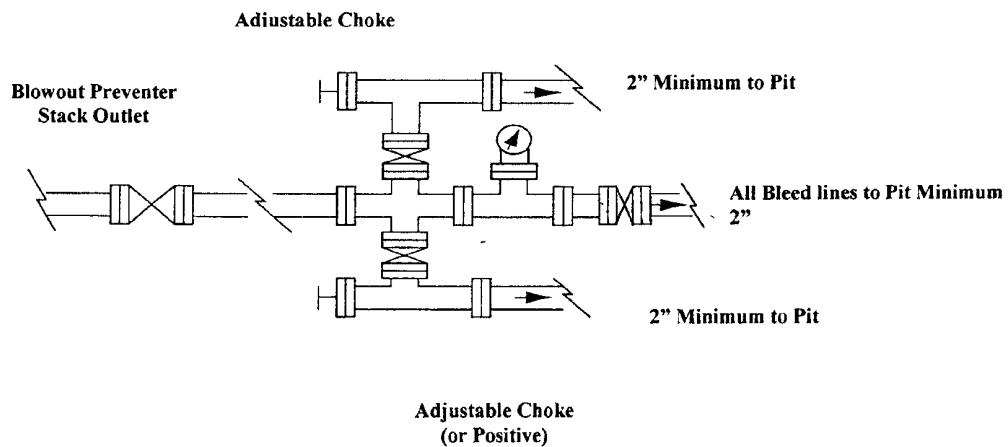 Adiustable Choke
Blowout Preventer
Stack Outlet
2” Minimum to Pit
All Bleed lines to Pit Minimum
2”
2” Minimum to Pit
Adjustable Choke
(or Positive)